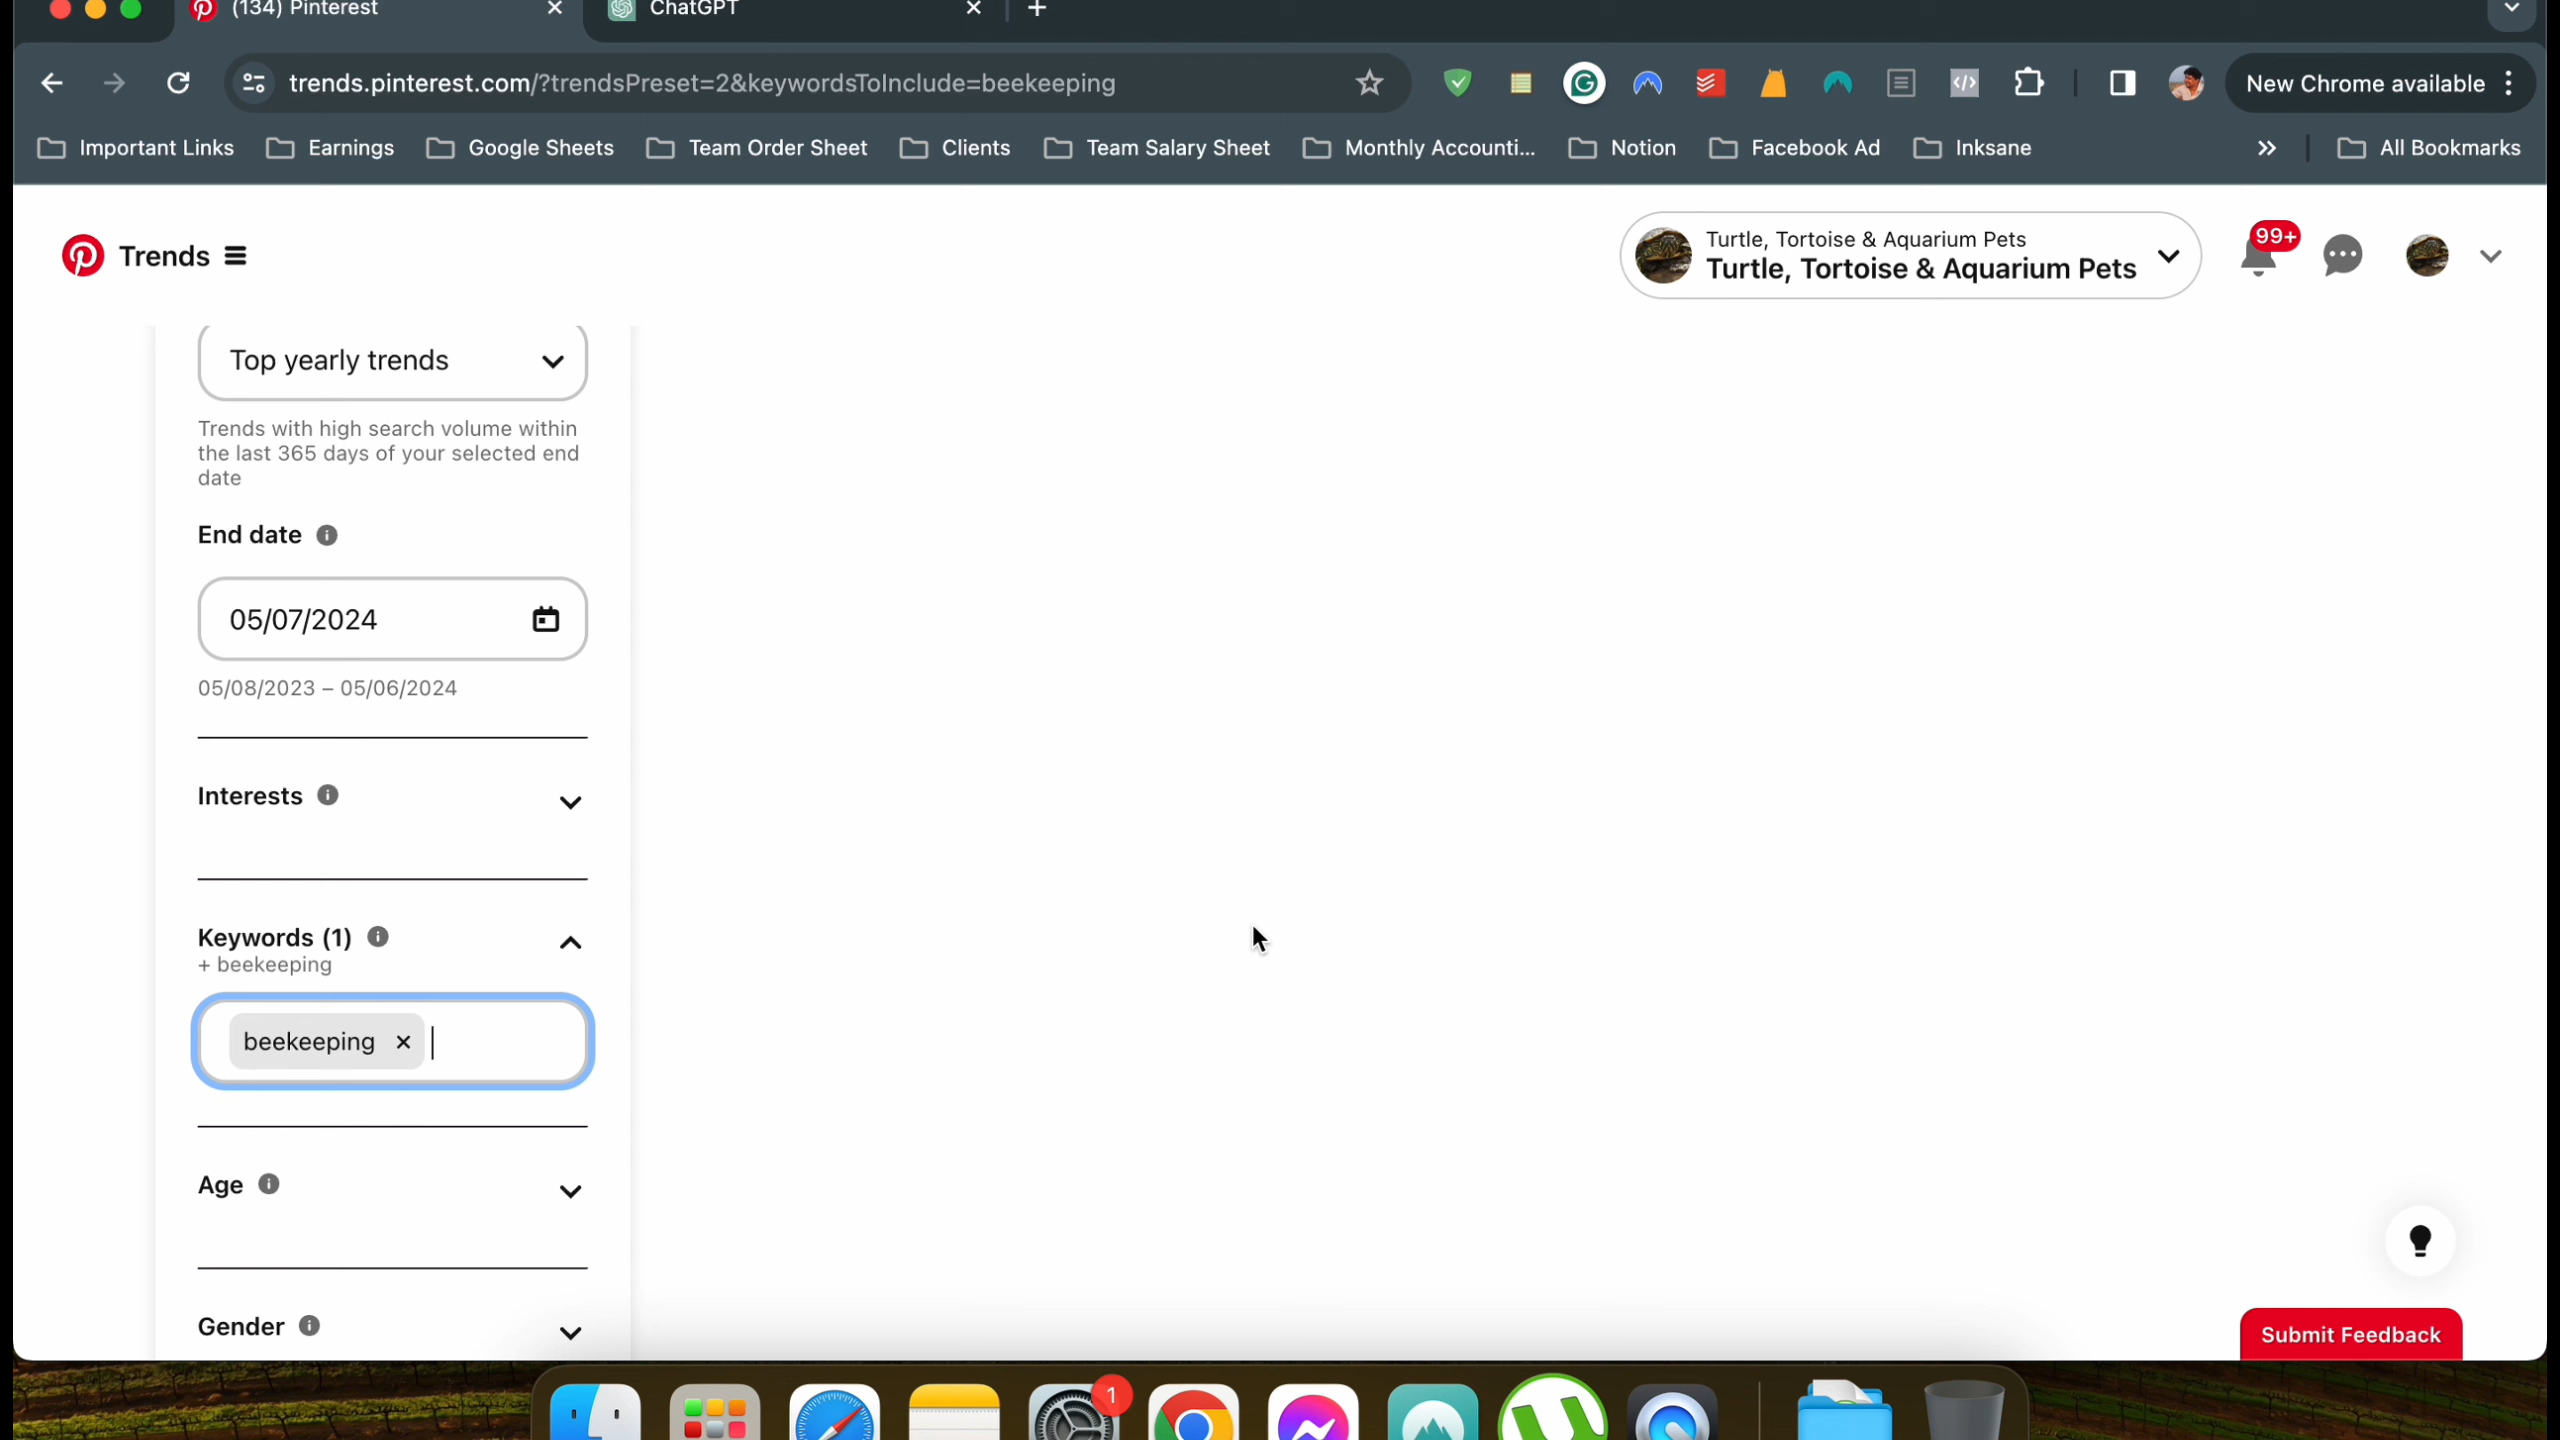 (134) Pinterest
ChatGPT
trends.pinterest.com/?trendsPreset=2&keywordsToInclude=beekeeping
New Chrome available
Important Links
Earnings
Google Sheets
Team Order Sheet
Clients
Team Salary Sheet
Monthly Accounti...
Notion
Facebook Ad
Inksane
All Bookmarks
Trends
Turtle, Tortoise & Aquarium Pets
Turtle, Tortoise & Aquarium Pets
99+
Top yearly trends
Trends with high search volume within
the last 365 days of your selected end
date
End date
05/07/2024
05/08/2023 – 05/06/2024
Interests
Keywords (1)
+ beekeeping
beekeeping
Age
Gender
Submit Feedback
1